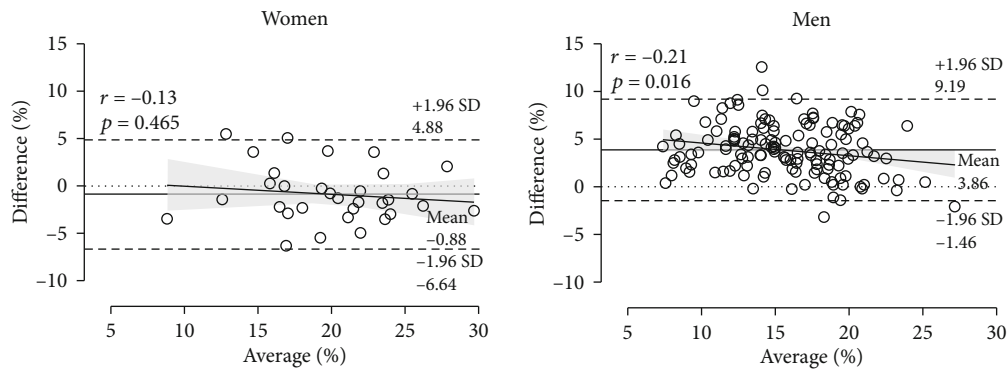 Women
15
10
5
0
−5
−10
Difference (%)
r = −0.13
p = 0.465
+1.96 SD
4.88
Mean
−0.88
−1.96 SD
−6.64
5
10
15
20
25
30
Average (%)
Men
15
10
5
0
−5
−10
Difference (%)
r = −0.21
p = 0.016
+1.96 SD
9.19
Mean
3.86
−1.96 SD
−1.46
5
10
15
20
25
30
Average (%)